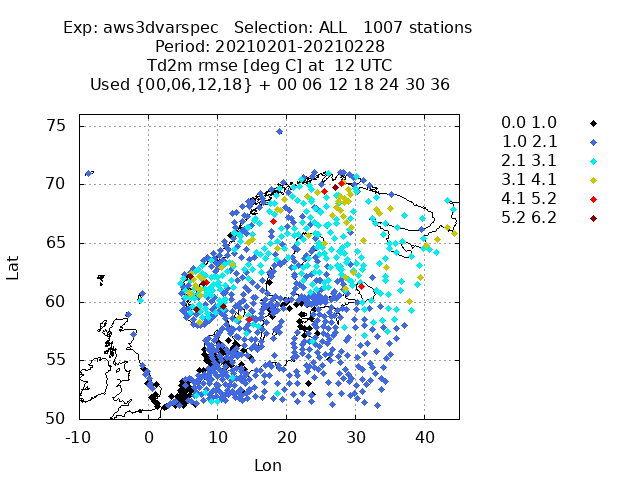 Exp: aws3dvarspec   Selection: ALL   1007 stations
Period: 20210201-20210228
Td2m rmse [deg C] at  12 UTC
Used {00,06,12,18} + 00 06 12 18 24 30 36
0.0 1.0
1.0 2.1
2.1 3.1
3.1 4.1
4.1 5.2
5.2 6.2
75
70
65
60
55
50
Lat
-10 0 10 20 30 40
Lon